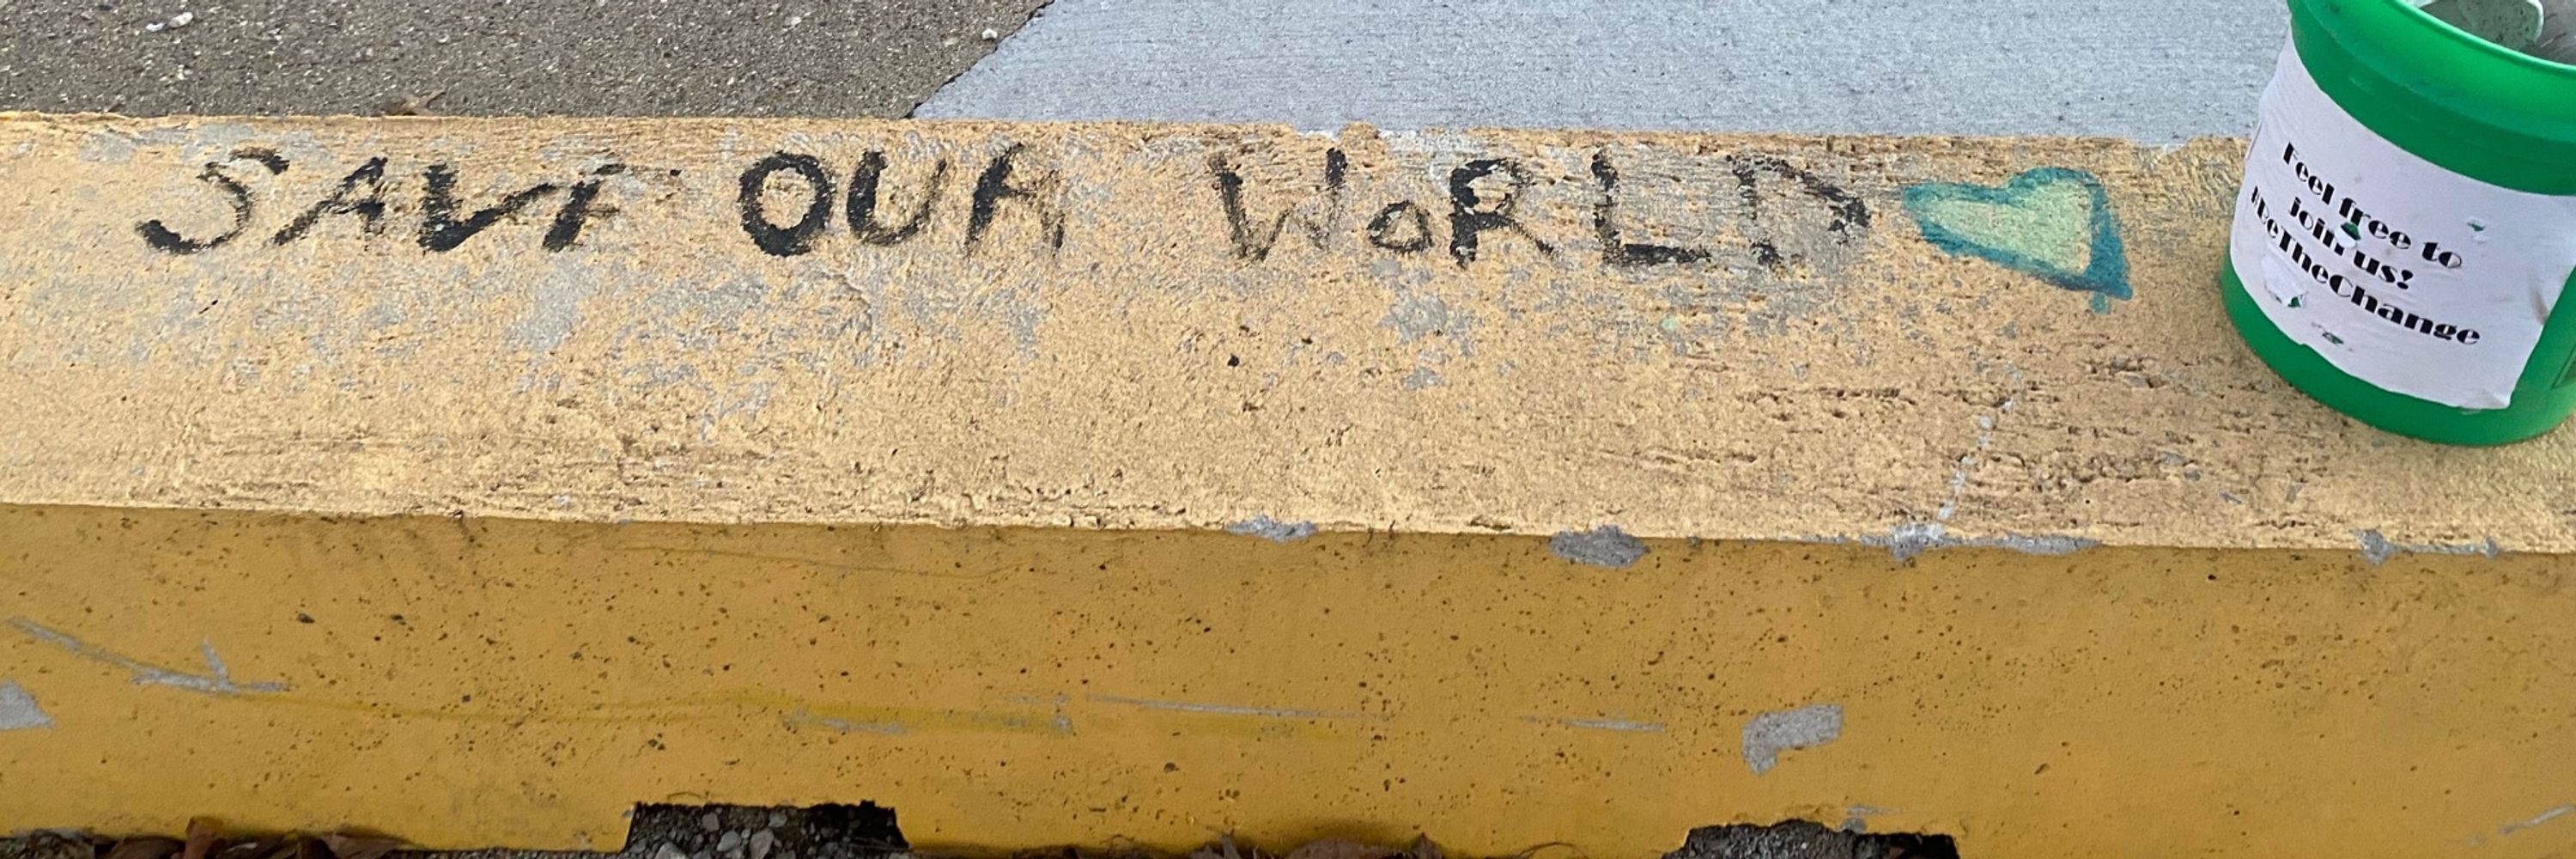 SAVE OUR WORLD
Feel free to
join us!
#BeTheChange